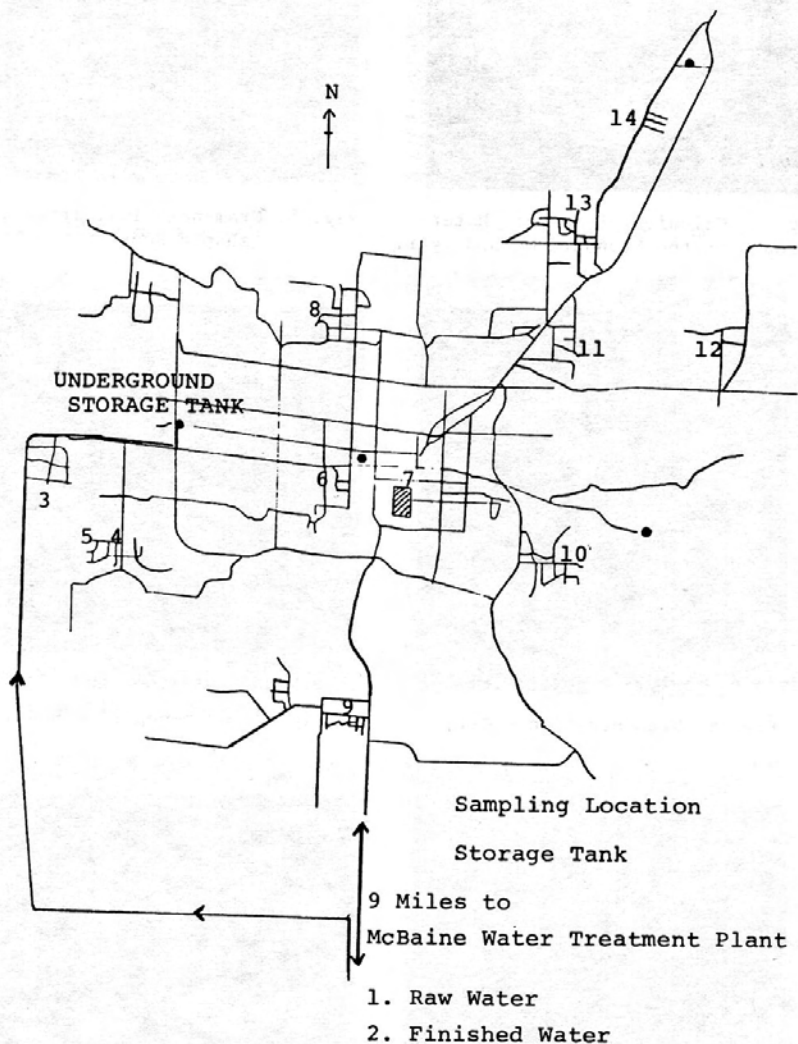 N
14
13
8
11
12
UNDERGROUND
STORAGE TANK
3
6
7
5 4
10
9
Sampling Location
Storage Tank
9 Miles to
McBaine Water Treatment Plant
1. Raw Water
2. Finished Water